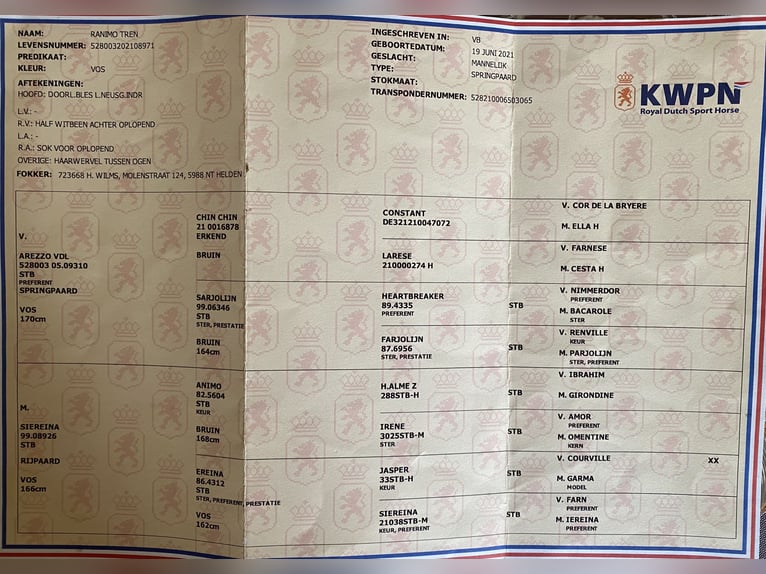 NAAM: RANIMO TREN
LEVENSNUMMER: 528003202108971
PREDIKAAT:
KLEUR: VOS
AFTEKENINGEN:
HOOFD: DOORL.BLES L.NEUSG.INDR
L.V.: -
R.V.: HALF WITBEEN ACHTER OPLOPEND
L.A.: -
R.A.: SOK VOOR OPLOPEND
OVERIGE: HAARWERVEL TUSSEN OGEN
FOKKER: 723668 H. WILMS, MOLENSTRAAT 124, 5988 NT HELDEN
INGESCHREVEN IN: VB
GEBOORTEDATUM: 19 JUNI 2021
GESLACHT: MANNELIJK
TYPE: SPRINGPAARD
STOKMAAT:
TRANSPONDERNUMMER: 528210006503065
KWPN
Royal Dutch Sport Horse
V.
AREZZO VDL
528003 05.09310
STB
PREFERENT
SPRINGPAARD
VOS
170cm
M.
SIEREINA
99.08926
STB
RIJPAARD
VOS
166cm
CHIN CHIN
21 0016878
ERKEND
BRUIN
SARJOLIJN
99.06346
STB
STER, PRESTATIE
BRUIN
164cm
ANIMO
82.5604
STB
KEUR
BRUIN
168cm
EREINA
86.4312
STB
STER, PREFERENT, PRESTATIE
VOS
162cm
CONSTANT
DE321210047072
LARESE
210000274 H
HEARTBREAKER STB
89.4335
PREFERENT
FARJOLIJN STB
87.6956
STER, PRESTATIE
H.ALME Z STB
288STB-H
IRENE STB
3025STB-M
STER
JASPER STB
33STB-H
KEUR
SIEREINA STB
21038STB-M
KEUR, PREFERENT
V. COR DE LA BRYERE
M. ELLA H
V. FARNESE
M. CESTA H
V. NIMMERDOR
PREFERENT
M. BACAROLE
STER
V. RENVILLE
KEUR
M. PARJOLIJN
STER, PREFERENT
V. IBRAHIM
M. GIRONDINE
V. AMOR
PREFERENT
M. OMENTINE
KERN
V. COURVILLE XX
M. GARMA
MODEL
V. FARN
PREFERENT
M. IEREINA
PREFERENT